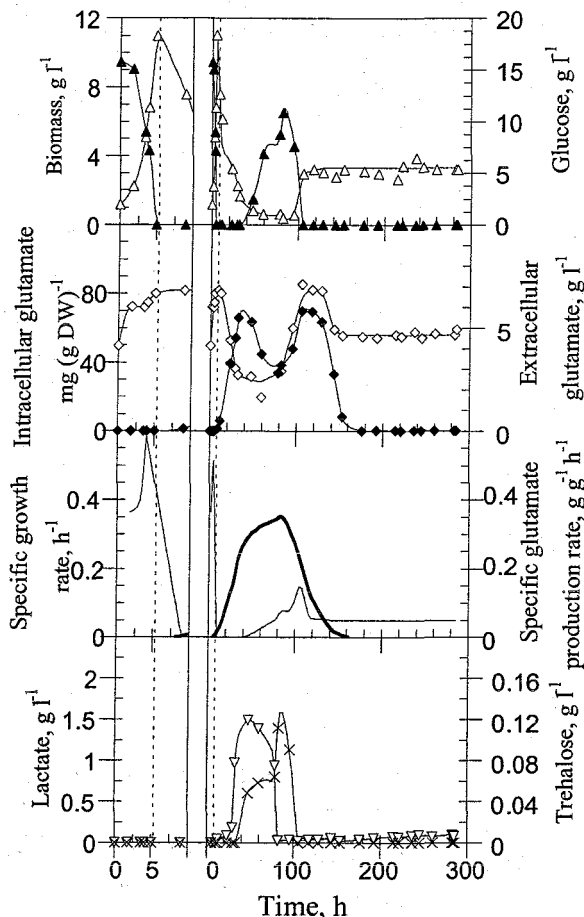 12
8
4
0
Biomass, g l⁻¹
20
15
10
5
0
Glucose, g l⁻¹
80
40
0
Intracellular glutamate
mg (g DW)⁻¹
5
0
Extracellular
glutamate, g l⁻¹
0.4
0.2
0
Specific growth
rate, h⁻¹
0.4
0.2
0
Specific glutamate
production rate, g g⁻¹ h⁻¹
2
1.5
1
0.5
0
Lactate, g l⁻¹
0.16
0.12
0.08
0.04
0.00
Trehalose, g l⁻¹
0
5
0
100
200
300
Time, h